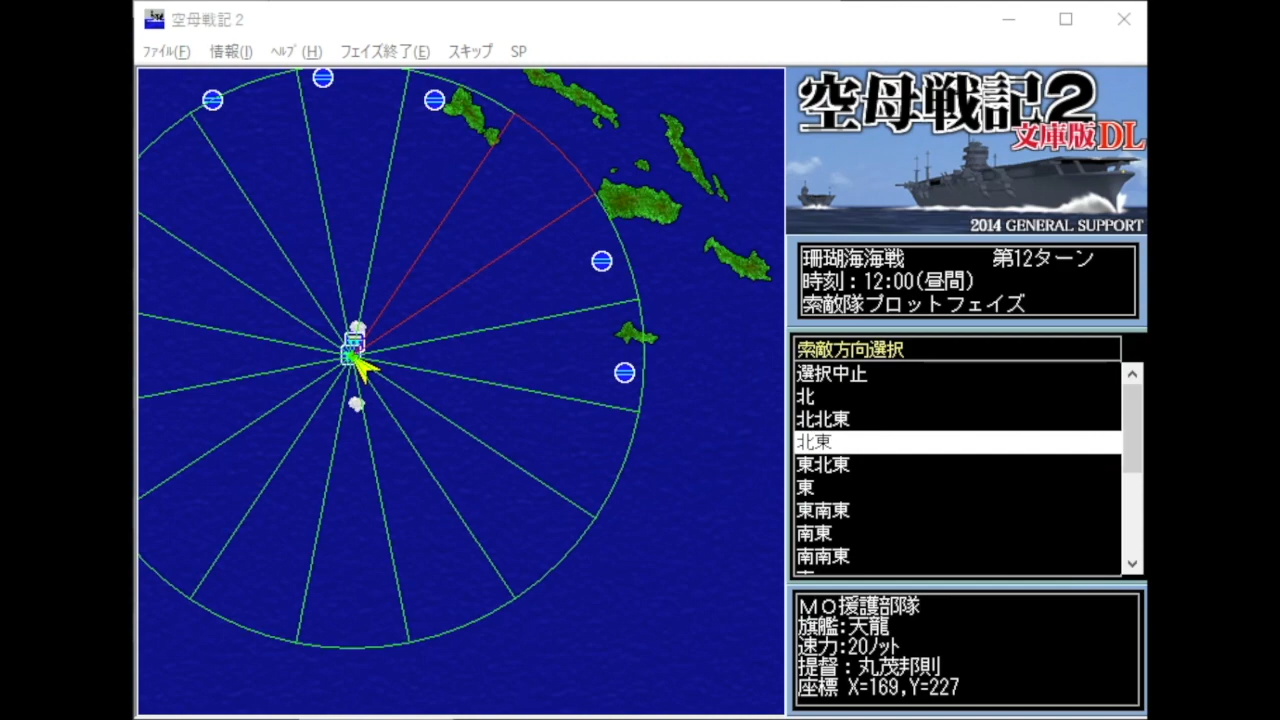 空母戦記2
ﾌｧｲﾙ(F) 情報(I) ﾍﾙﾌﾟ(H) フェイズ終了(E) スキップ SP
空母戦記2
文庫版DL
2014 GENERAL SUPPORT
珊瑚海海戦 第12ターン
時刻：12:00(昼間)
索敵隊プロットフェイズ
索敵方向選択
選択中止
北
北北東
北東
東北東
東
東南東
南東
南南東
ＭＯ援護部隊
旗艦:天龍
速力:20ﾉｯﾄ
提督：丸茂邦則
座標 X=169,Y=227